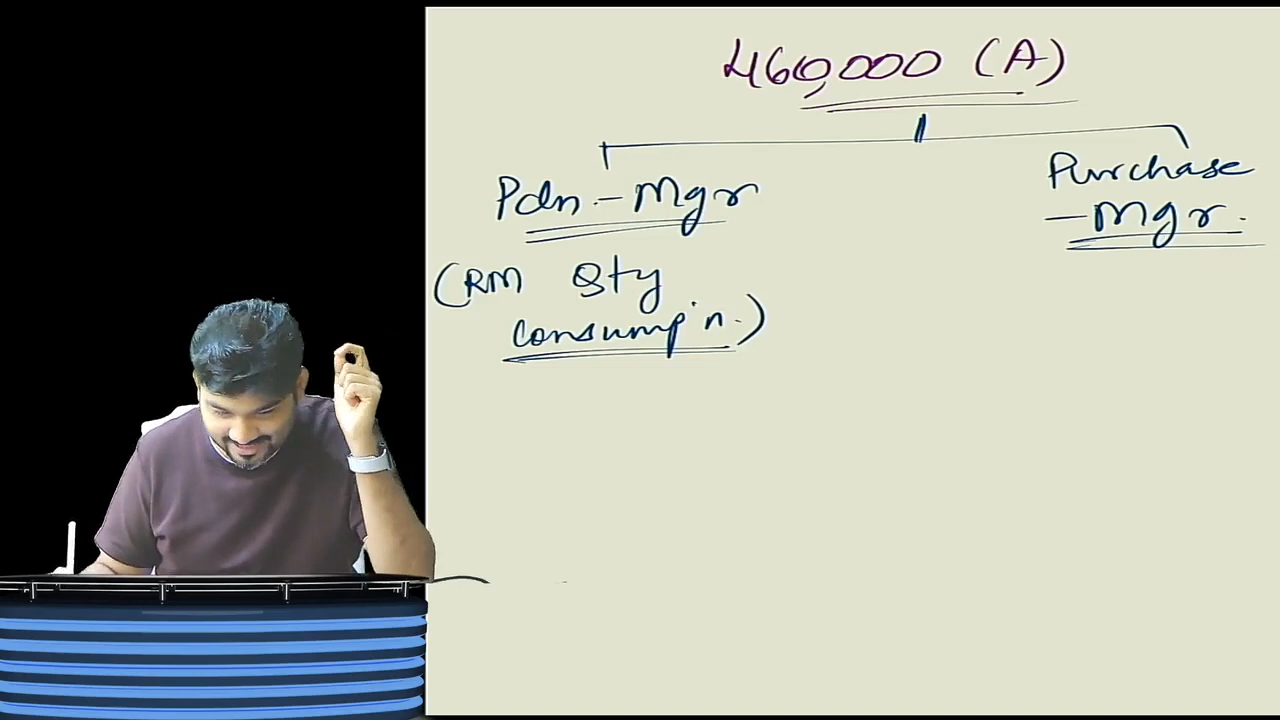 460,000 (A)
Pdn - Mgr
Purchase
- Mgr.
(RM Qty
consump'n.)